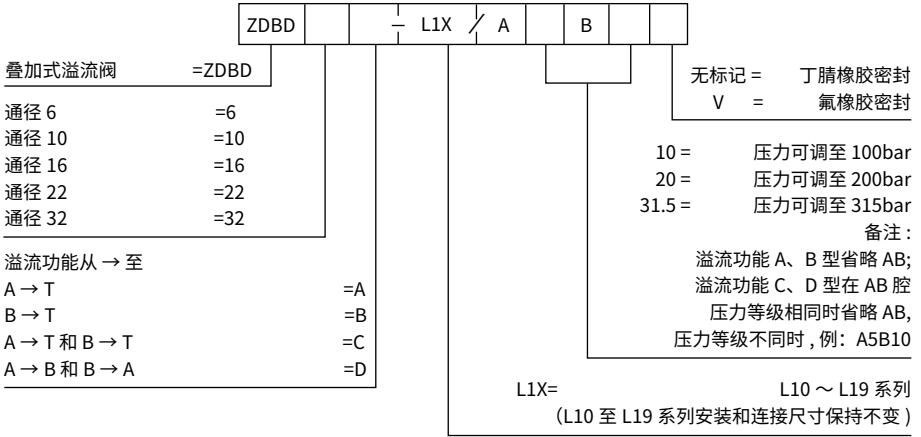 ZDBD － L1X / A B
叠加式溢流阀 =ZDBD
通径 6 =6
通径 10 =10
通径 16 =16
通径 22 =22
通径 32 =32
溢流功能从 → 至
A → T =A
B → T =B
A → T 和 B → T =C
A → B 和 B → A =D
无标记 = 丁腈橡胶密封
V = 氟橡胶密封
10 = 压力可调至 100bar
20 = 压力可调至 200bar
31.5 = 压力可调至 315bar
备注 :
溢流功能 A、B 型省略 AB;
溢流功能 C、D 型在 AB 腔
压力等级相同时省略 AB,
压力等级不同时 , 例：A5B10
L1X= L10 ～ L19 系列
（L10 至 L19 系列安装和连接尺寸保持不变 )